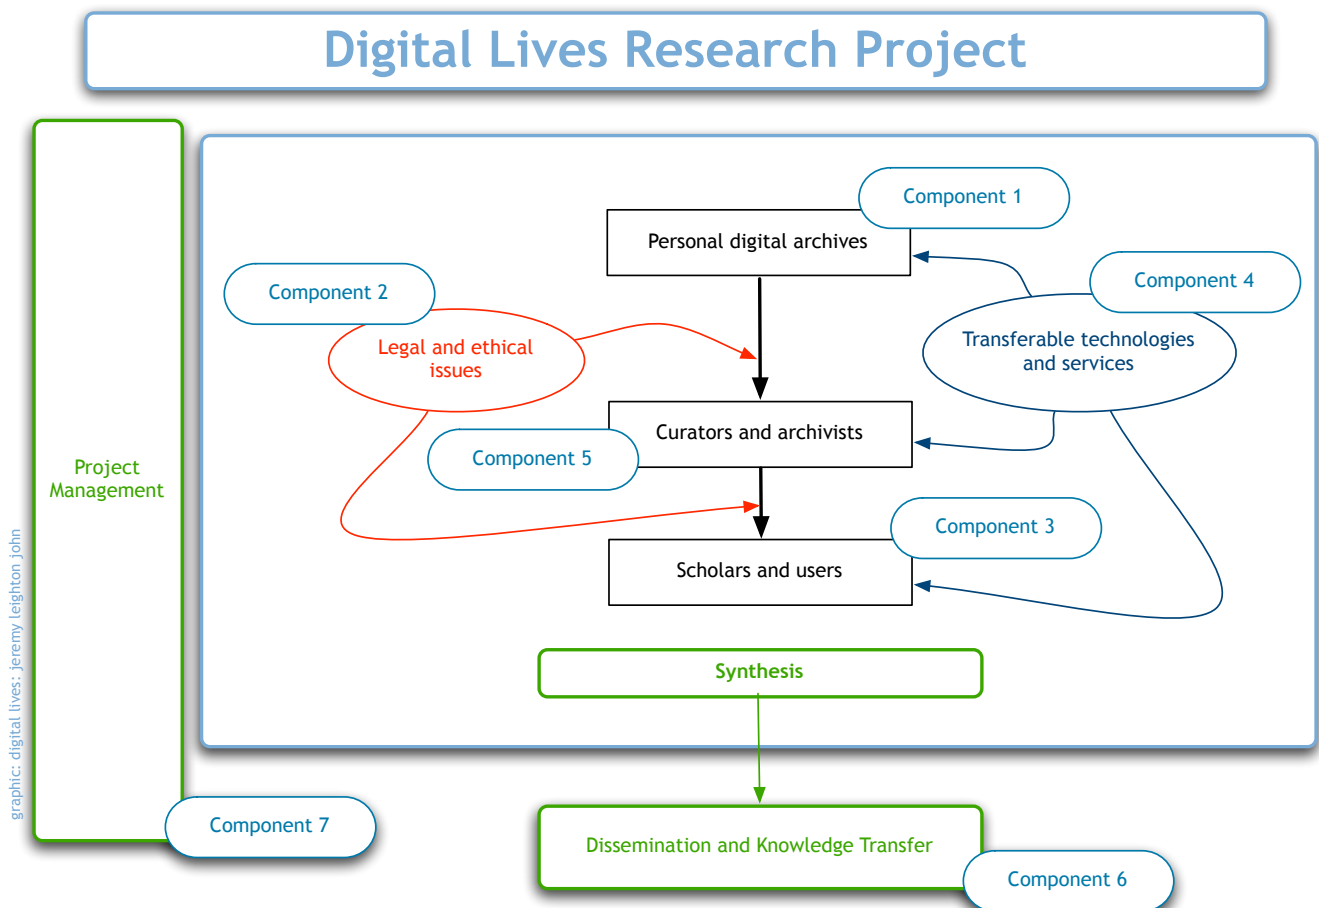 Digital Lives Research Project
Component 1
Personal digital archives
Component 2
Component 4
Legal and ethical
issues
Transferable technologies
and services
Curators and archivists
Component 5
Project
Management
Component 3
Scholars and users
Synthesis
Component 7
Dissemination and Knowledge Transfer
Component 6
graphic: digital lives: jeremy leighton john